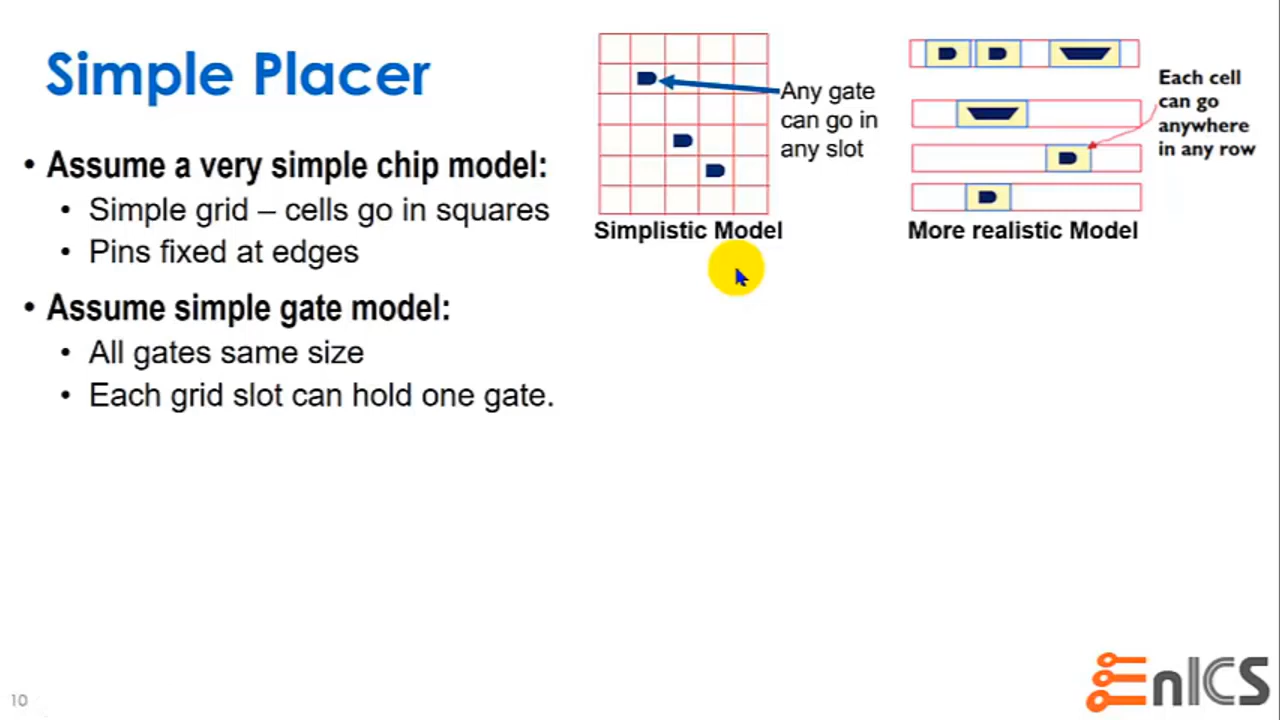 Simple Placer
• Assume a very simple chip model:
• Simple grid – cells go in squares
• Pins fixed at edges
• Assume simple gate model:
• All gates same size
• Each grid slot can hold one gate.
Any gate
can go in
any slot
Simplistic Model
Each cell
can go
anywhere
in any row
More realistic Model
10
EnICS